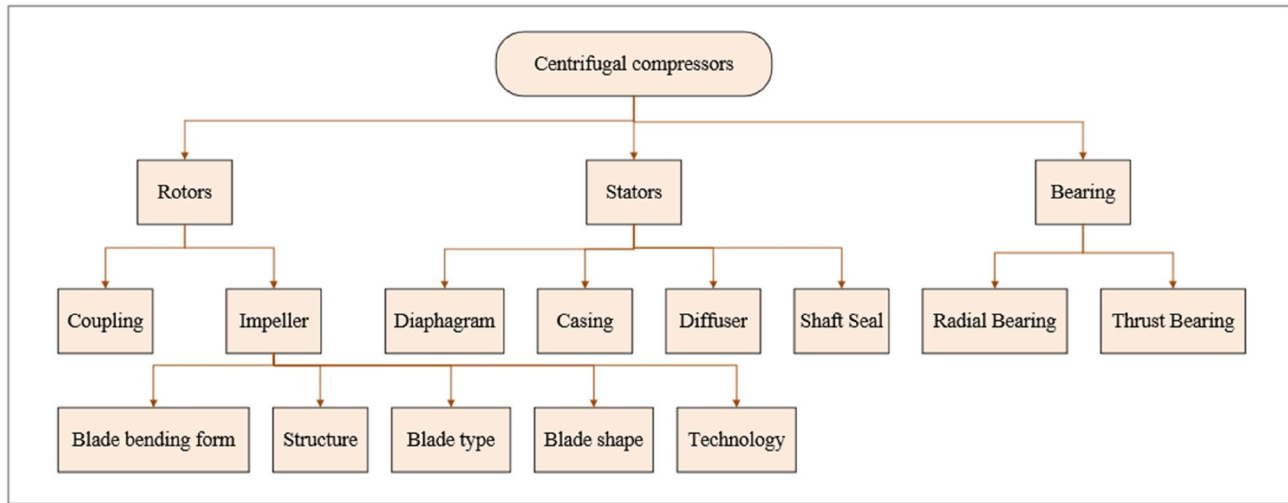 Centrifugal compressors
Rotors
Stators
Bearing
Coupling
Impeller
Diaphagram
Casing
Diffuser
Shaft Seal
Radial Bearing
Thrust Bearing
Blade bending form
Structure
Blade type
Blade shape
Technology